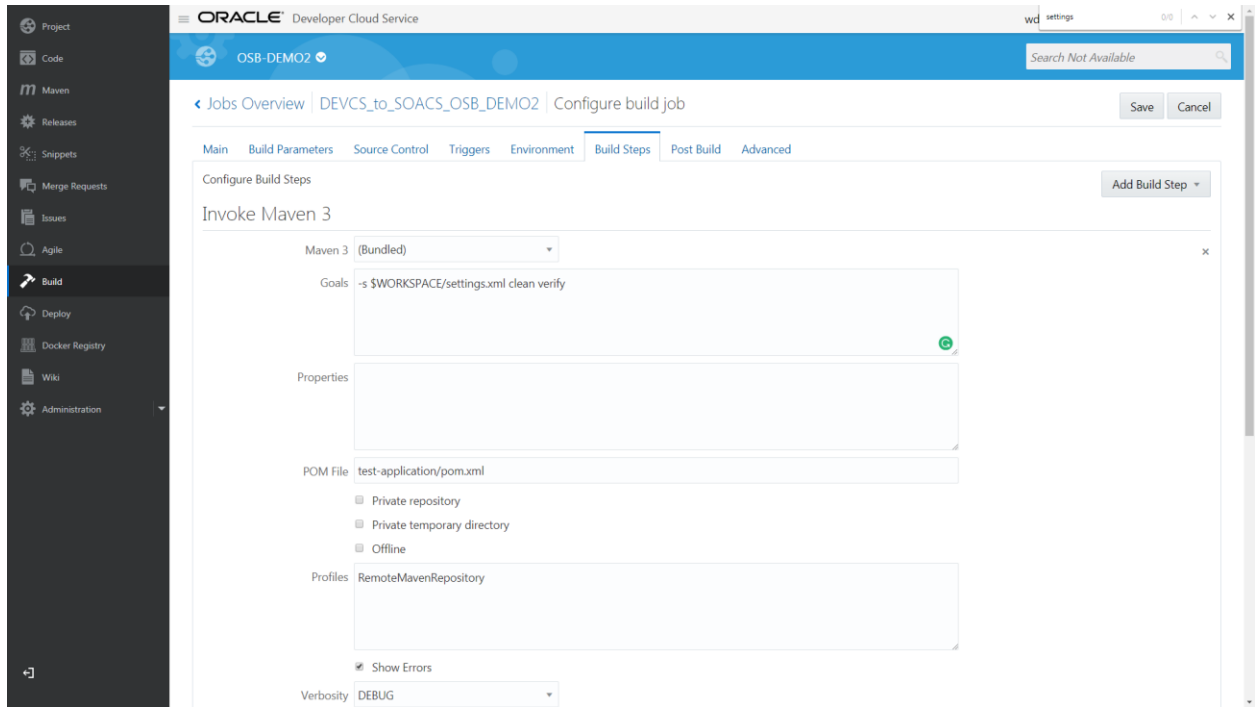 Project
Code
Maven
Releases
Snippets
Merge Requests
Issues
Agile
Build
Deploy
Docker Registry
Wiki
Administration
ORACLE® Developer Cloud Service
wd
settings 0/0
OSB-DEMO2
Search Not Available
Jobs Overview DEVCS_to_SOACS_OSB_DEMO2 Configure build job
Save Cancel
Main Build Parameters Source Control Triggers Environment Build Steps Post Build Advanced
Configure Build Steps
Add Build Step
Invoke Maven 3
Maven 3 (Bundled)
Goals -s $WORKSPACE/settings.xml clean verify
Properties
POM File test-application/pom.xml
Private repository
Private temporary directory
Offline
Profiles RemoteMavenRepository
Show Errors
Verbosity DEBUG